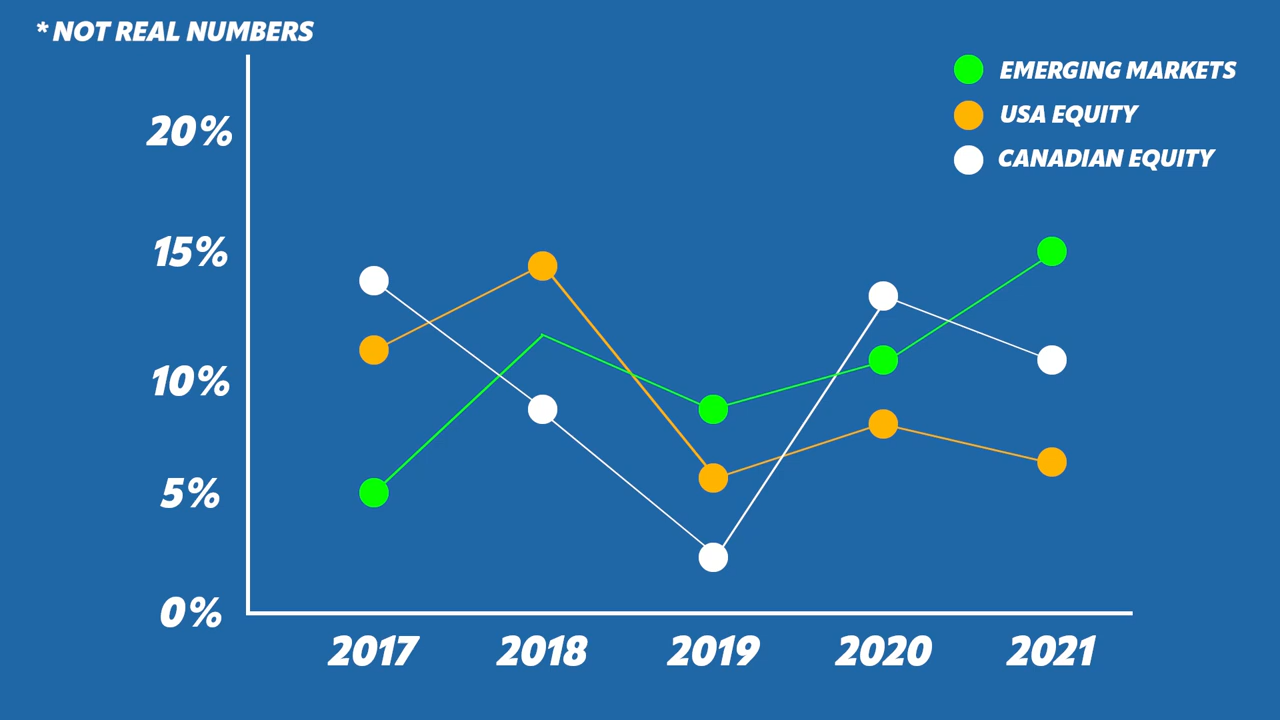 * NOT REAL NUMBERS
EMERGING MARKETS
USA EQUITY
CANADIAN EQUITY
20%
15%
10%
5%
0%
2017 2018 2019 2020 2021